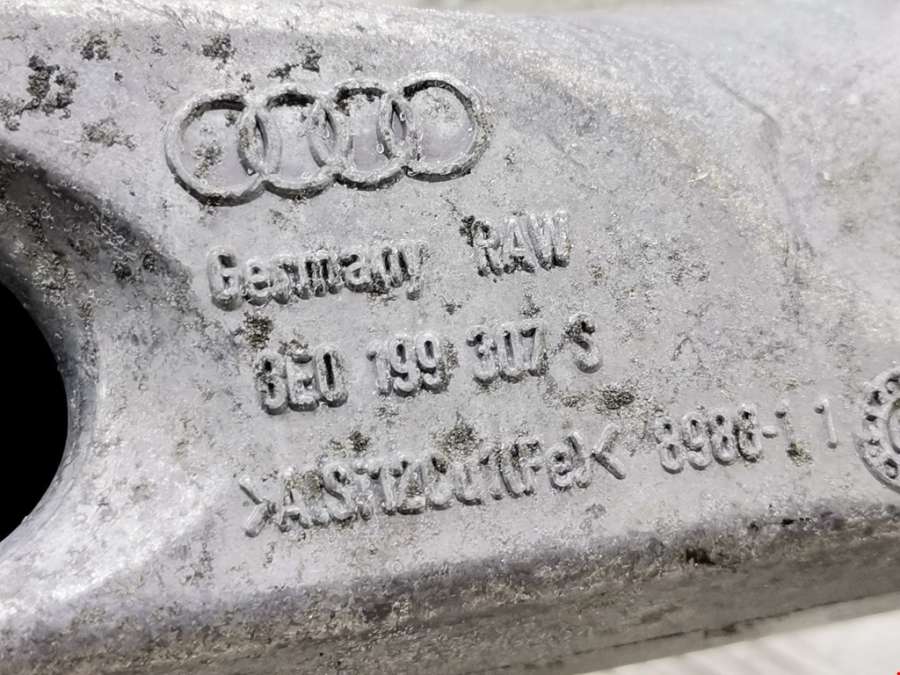 Germany RAW
8E0 199 307 S
>AlSi12Cu1(Fe)<
8988-1 1